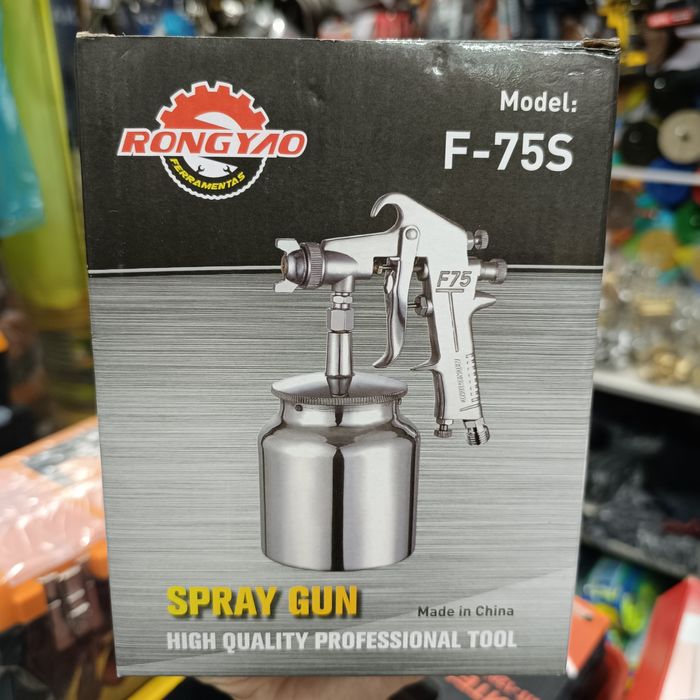 RONGYAO
FERRAMENTAS
Model:
F-75S
F75
SPRAY GUN
Made in China
HIGH QUALITY PROFESSIONAL TOOL